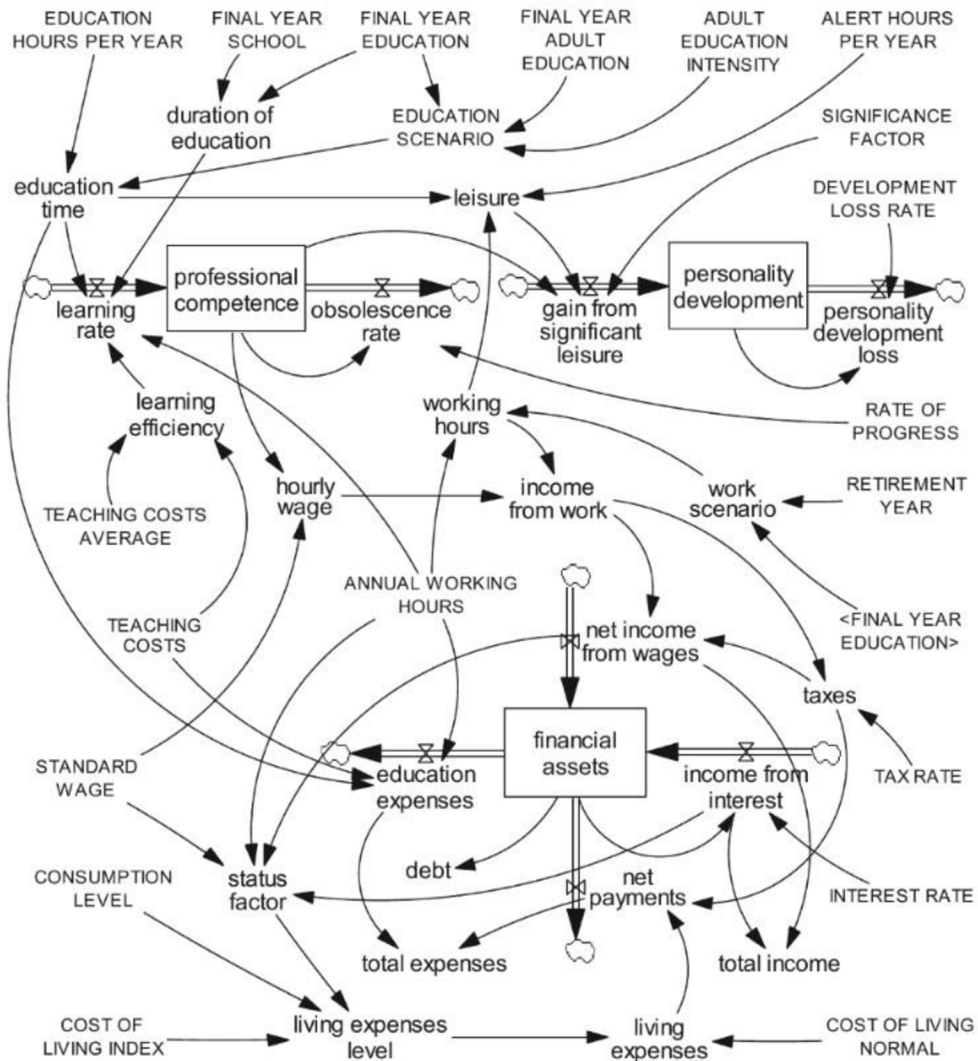 EDUCATION
HOURS PER YEAR
FINAL YEAR
SCHOOL
FINAL YEAR
EDUCATION
FINAL YEAR
ADULT
EDUCATION
ADULT
EDUCATION
INTENSITY
ALERT HOURS
PER YEAR
duration of
education
EDUCATION
SCENARIO
SIGNIFICANCE
FACTOR
education
time
leisure
DEVELOPMENT
LOSS RATE
professional
competence
personality
development
learning
rate
obsolescence
rate
gain from
significant
leisure
personality
development
loss
learning
efficiency
working
hours
RATE OF
PROGRESS
hourly
wage
income
from work
work
scenario
RETIREMENT
YEAR
TEACHING COSTS
AVERAGE
ANNUAL WORKING
HOURS
TEACHING
COSTS
net income
from wages
<FINAL YEAR
EDUCATION>
taxes
financial
assets
STANDARD
WAGE
education
expenses
income from
interest
TAX RATE
debt
CONSUMPTION
LEVEL
status
factor
net
payments
INTEREST RATE
total expenses
total income
COST OF
LIVING INDEX
living expenses
level
living
expenses
COST OF LIVING
NORMAL